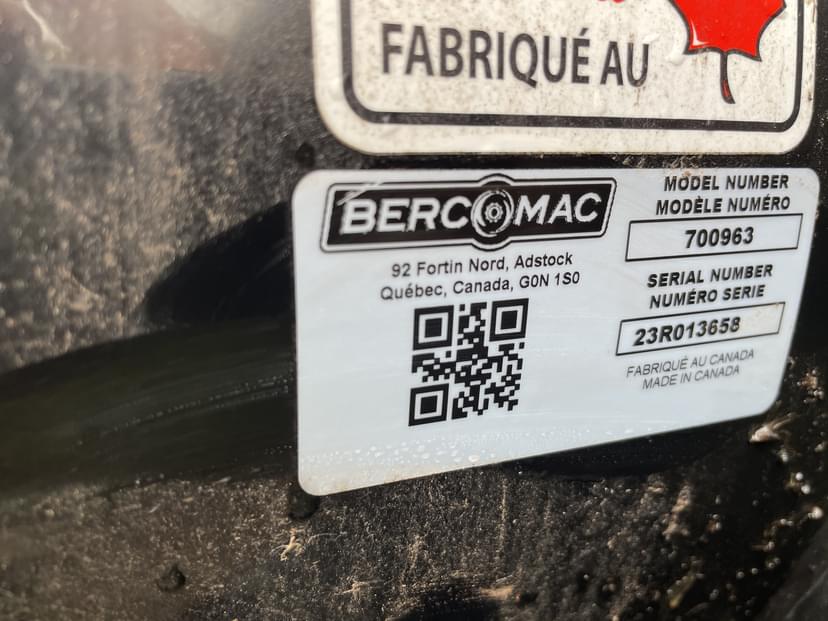 FABRIQUÉ AU
BERCOMAC
92 Fortin Nord, Adstock
Québec, Canada, G0N 1S0
MODEL NUMBER
MODÈLE NUMÉRO
700963
SERIAL NUMBER
NUMÉRO SERIE
23R013658
FABRIQUÉ AU CANADA
MADE IN CANADA